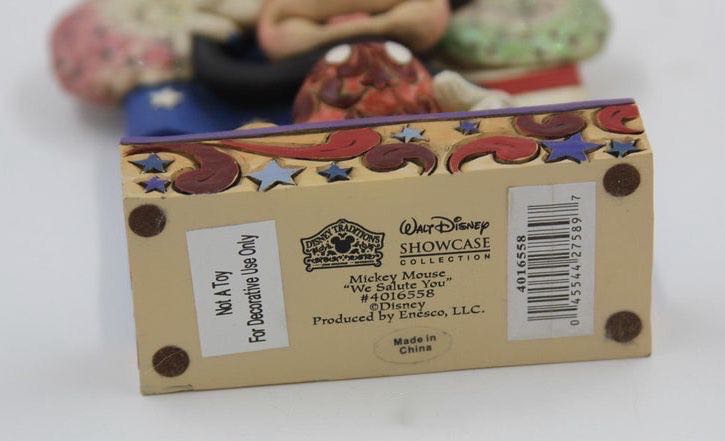 Not A Toy
For Decorative Use Only
DISNEY TRADITIONS
WALT DISNEY
SHOWCASE
COLLECTION
Mickey Mouse
"We Salute You"
#4016558
©Disney
Produced by Enesco, LLC.
Made in
China
4016558
0 45544 27589 7